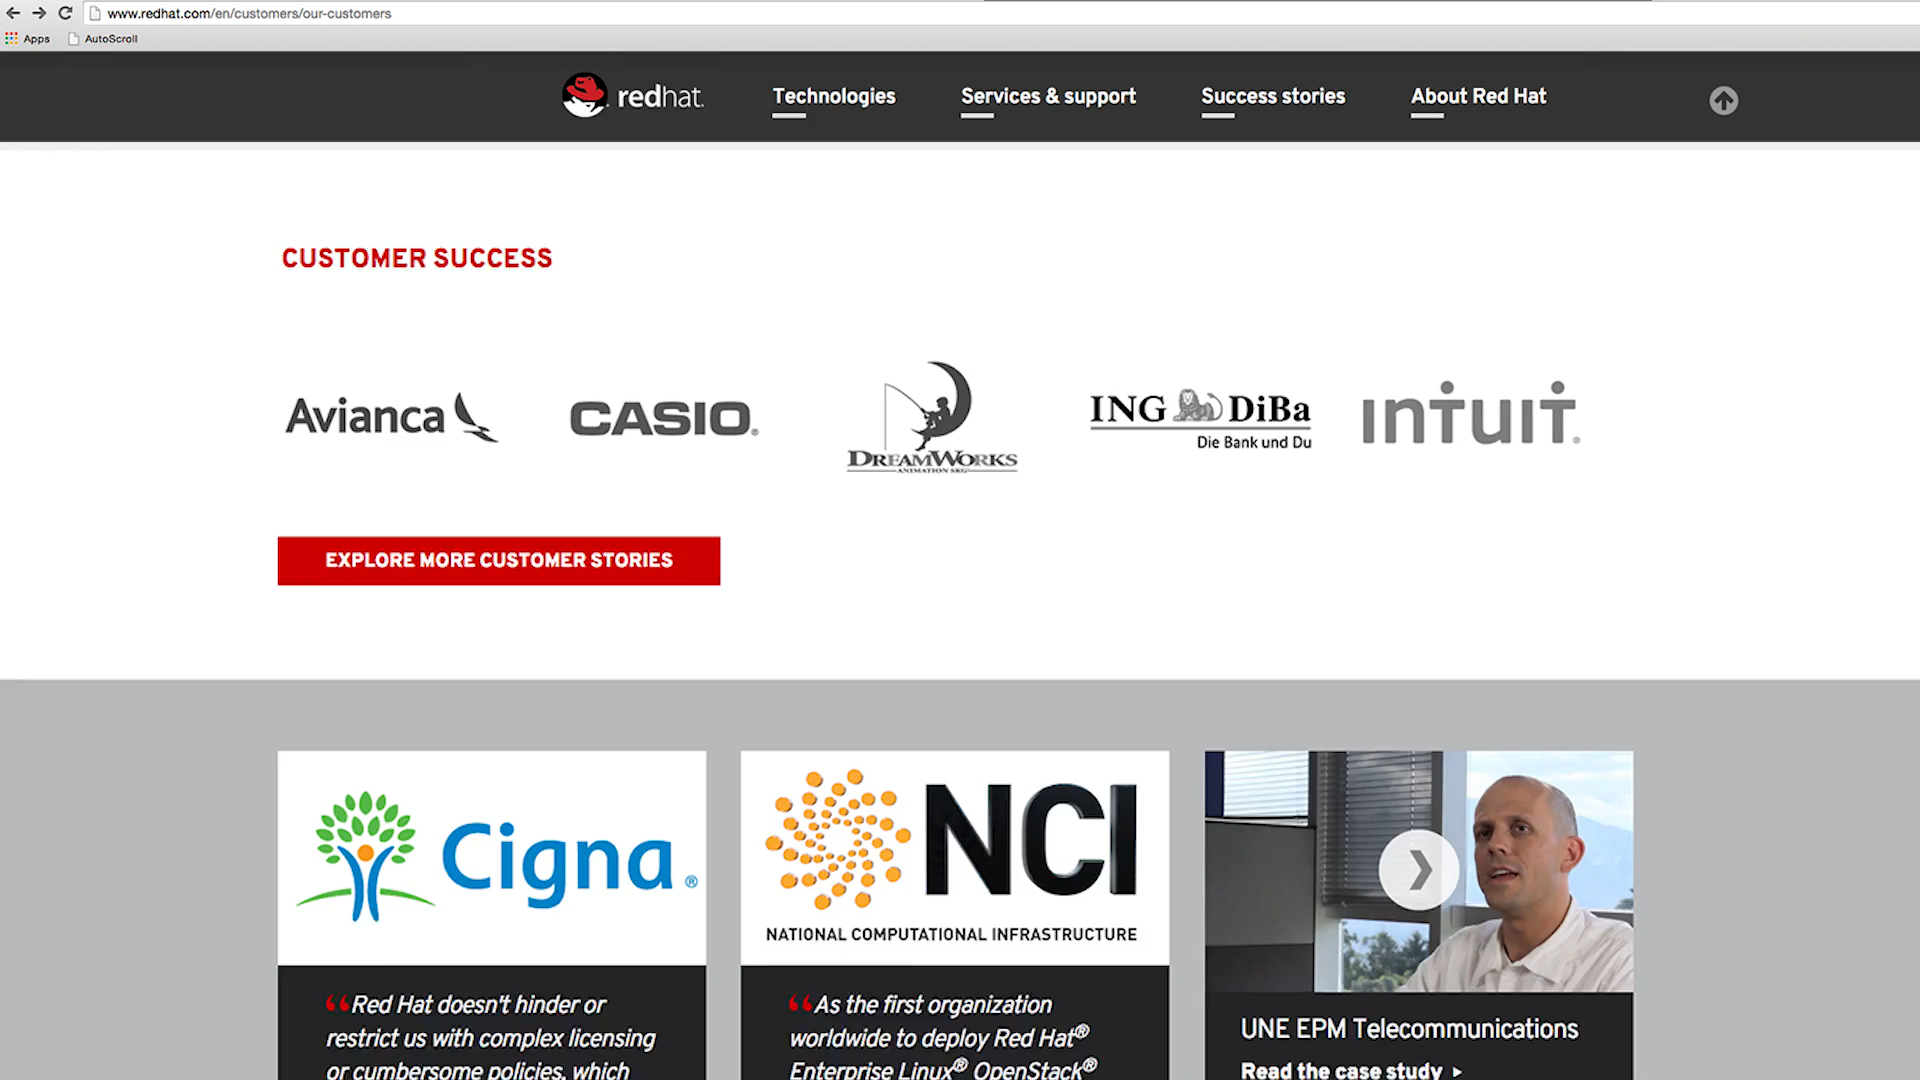 www.redhat.com/en/customers/our-customers
Apps AutoScroll
redhat. Technologies Services & support Success stories About Red Hat
CUSTOMER SUCCESS
Avianca CASIO® DREAMWORKS ANIMATION SKG ING DiBa Die Bank und Du intuit®
EXPLORE MORE CUSTOMER STORIES
Cigna®
NCI
NATIONAL COMPUTATIONAL INFRASTRUCTURE
“Red Hat doesn't hinder or
restrict us with complex licensing
or cumbersome policies, which
“As the first organization
worldwide to deploy Red Hat®
Enterprise Linux® OpenStack®
UNE EPM Telecommunications
Read the case study ▸